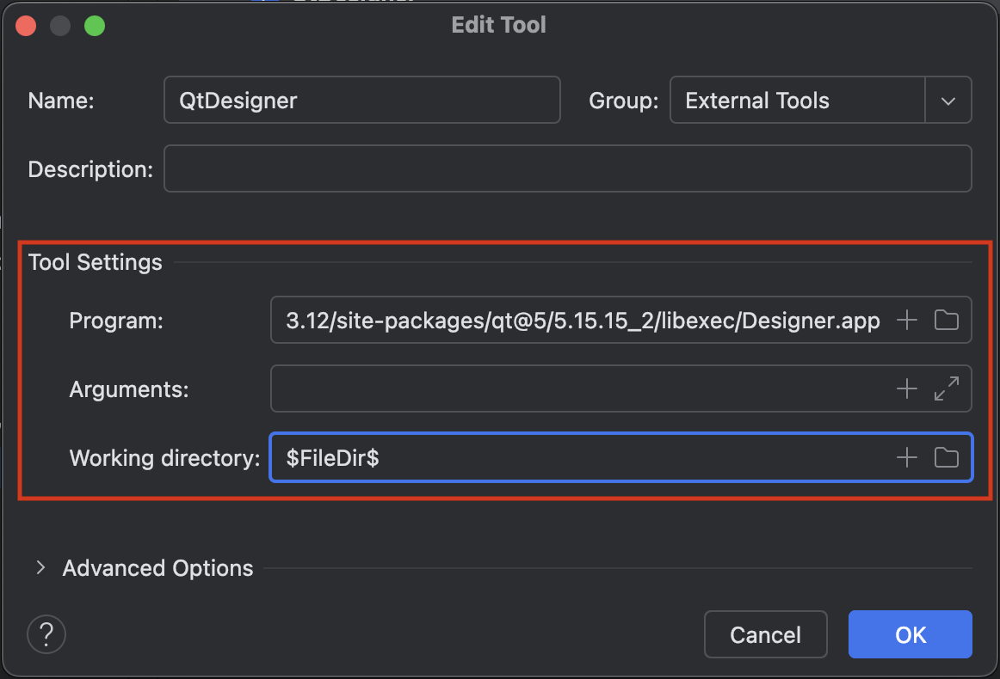 Edit Tool
Name: QtDesigner Group: External Tools
Description:
Tool Settings
Program: 3.12/site-packages/qt@5/5.15.15_2/libexec/Designer.app
Arguments:
Working directory: $FileDir$
Advanced Options
? Cancel OK